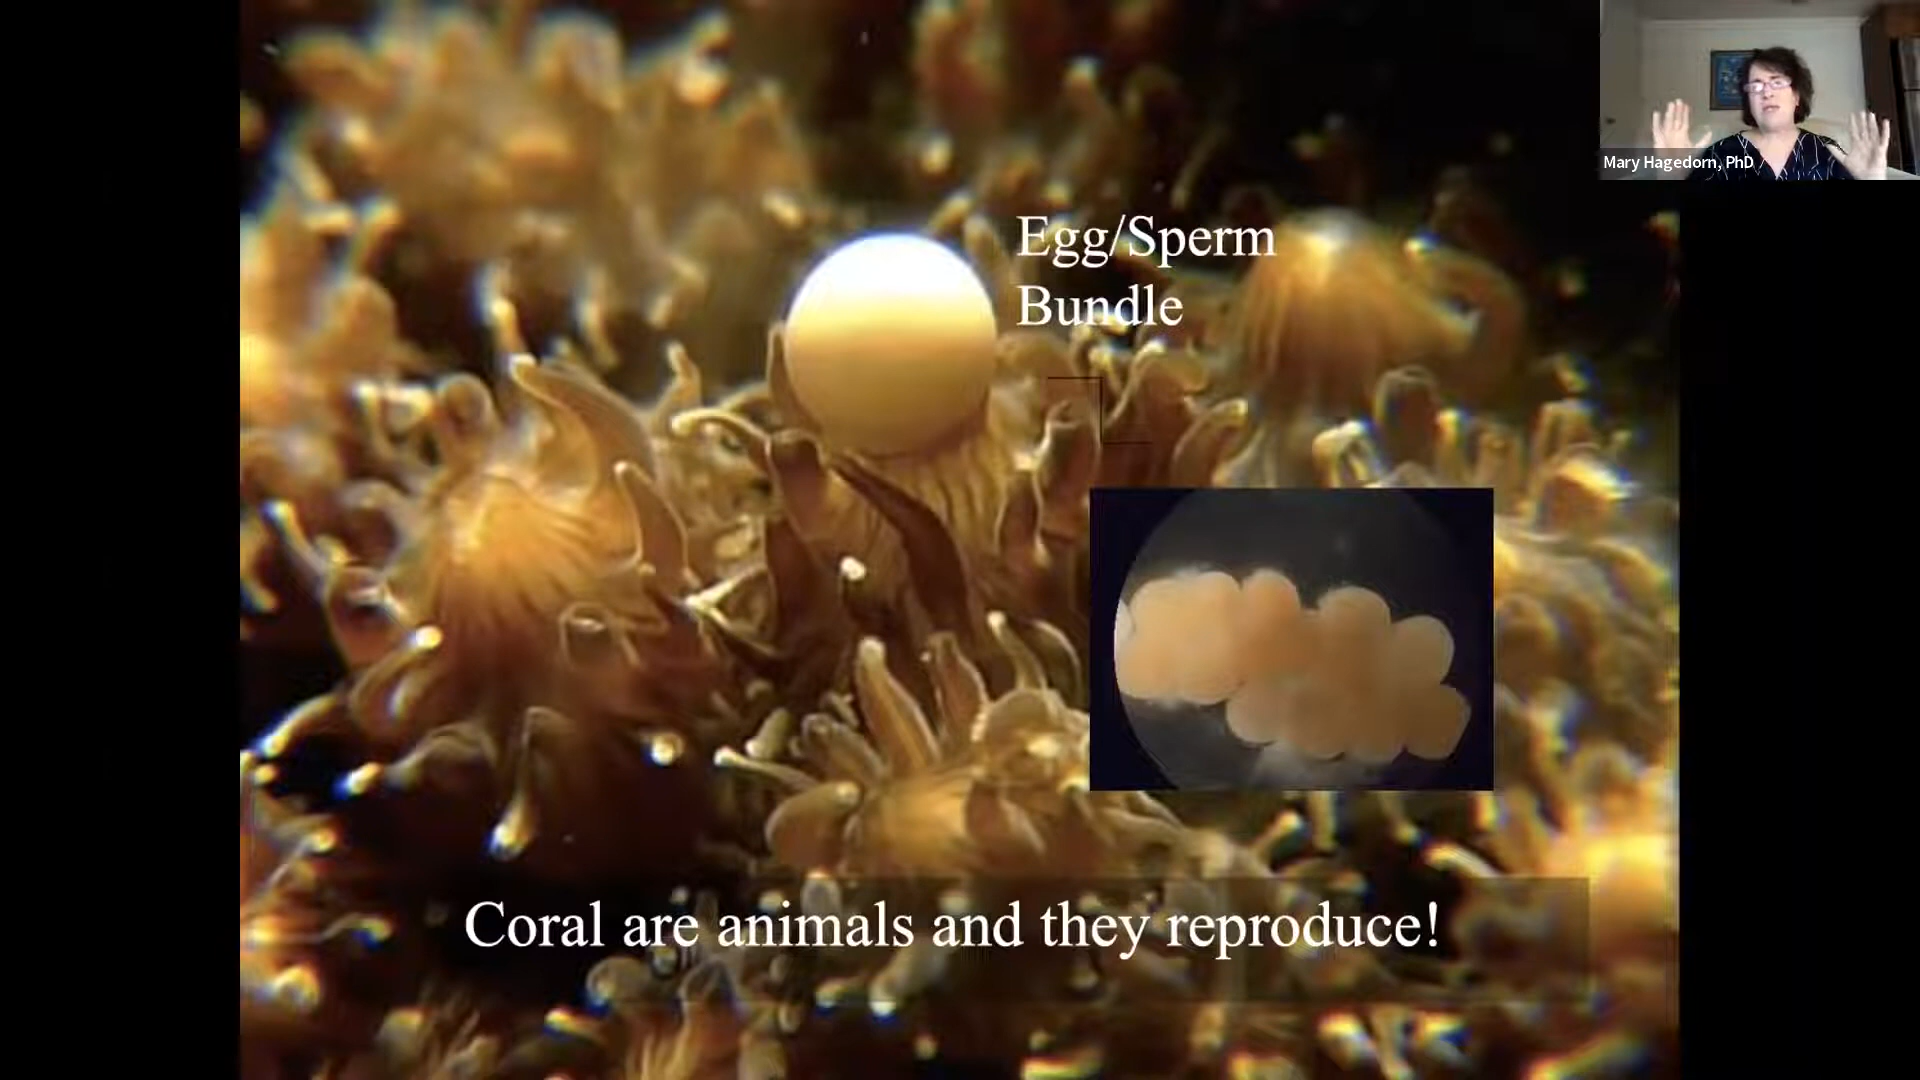 Mary Hagedorn, PhD
Egg/Sperm
Bundle
Coral are animals and they reproduce!